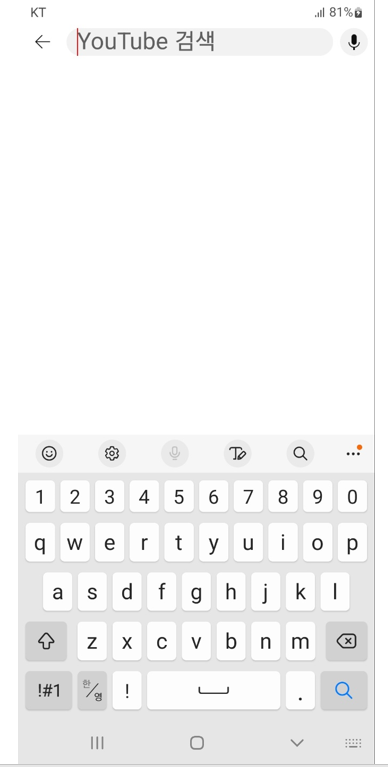 KT 81%
YouTube 검색
1 2 3 4 5 6 7 8 9 0
q w e r t y u i o p
a s d f g h j k l
z x c v b n m
!#1 한/영 ! .